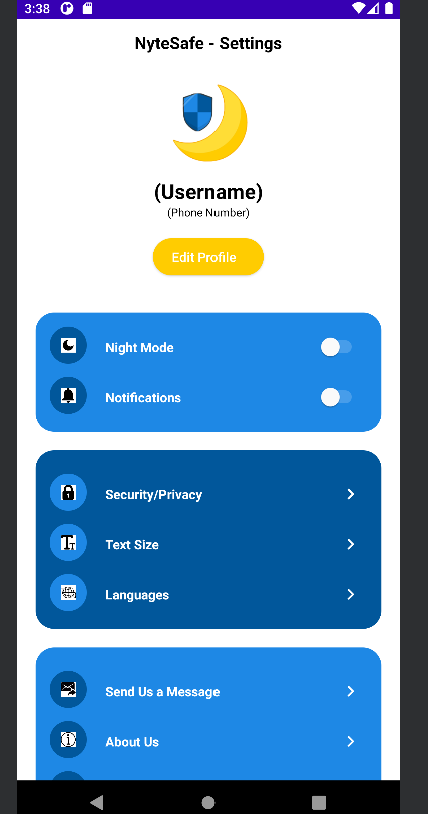 3:38
NyteSafe - Settings
(Username)
(Phone Number)
Edit Profile
Night Mode
Notifications
Security/Privacy
Text Size
Languages
Send Us a Message
About Us